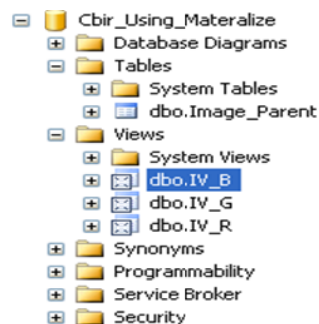 Cbir_Using_Materalize
Database Diagrams
Tables
System Tables
dbo.Image_Parent
Views
System Views
dbo.IV_B
dbo.IV_G
dbo.IV_R
Synonyms
Programmability
Service Broker
Security